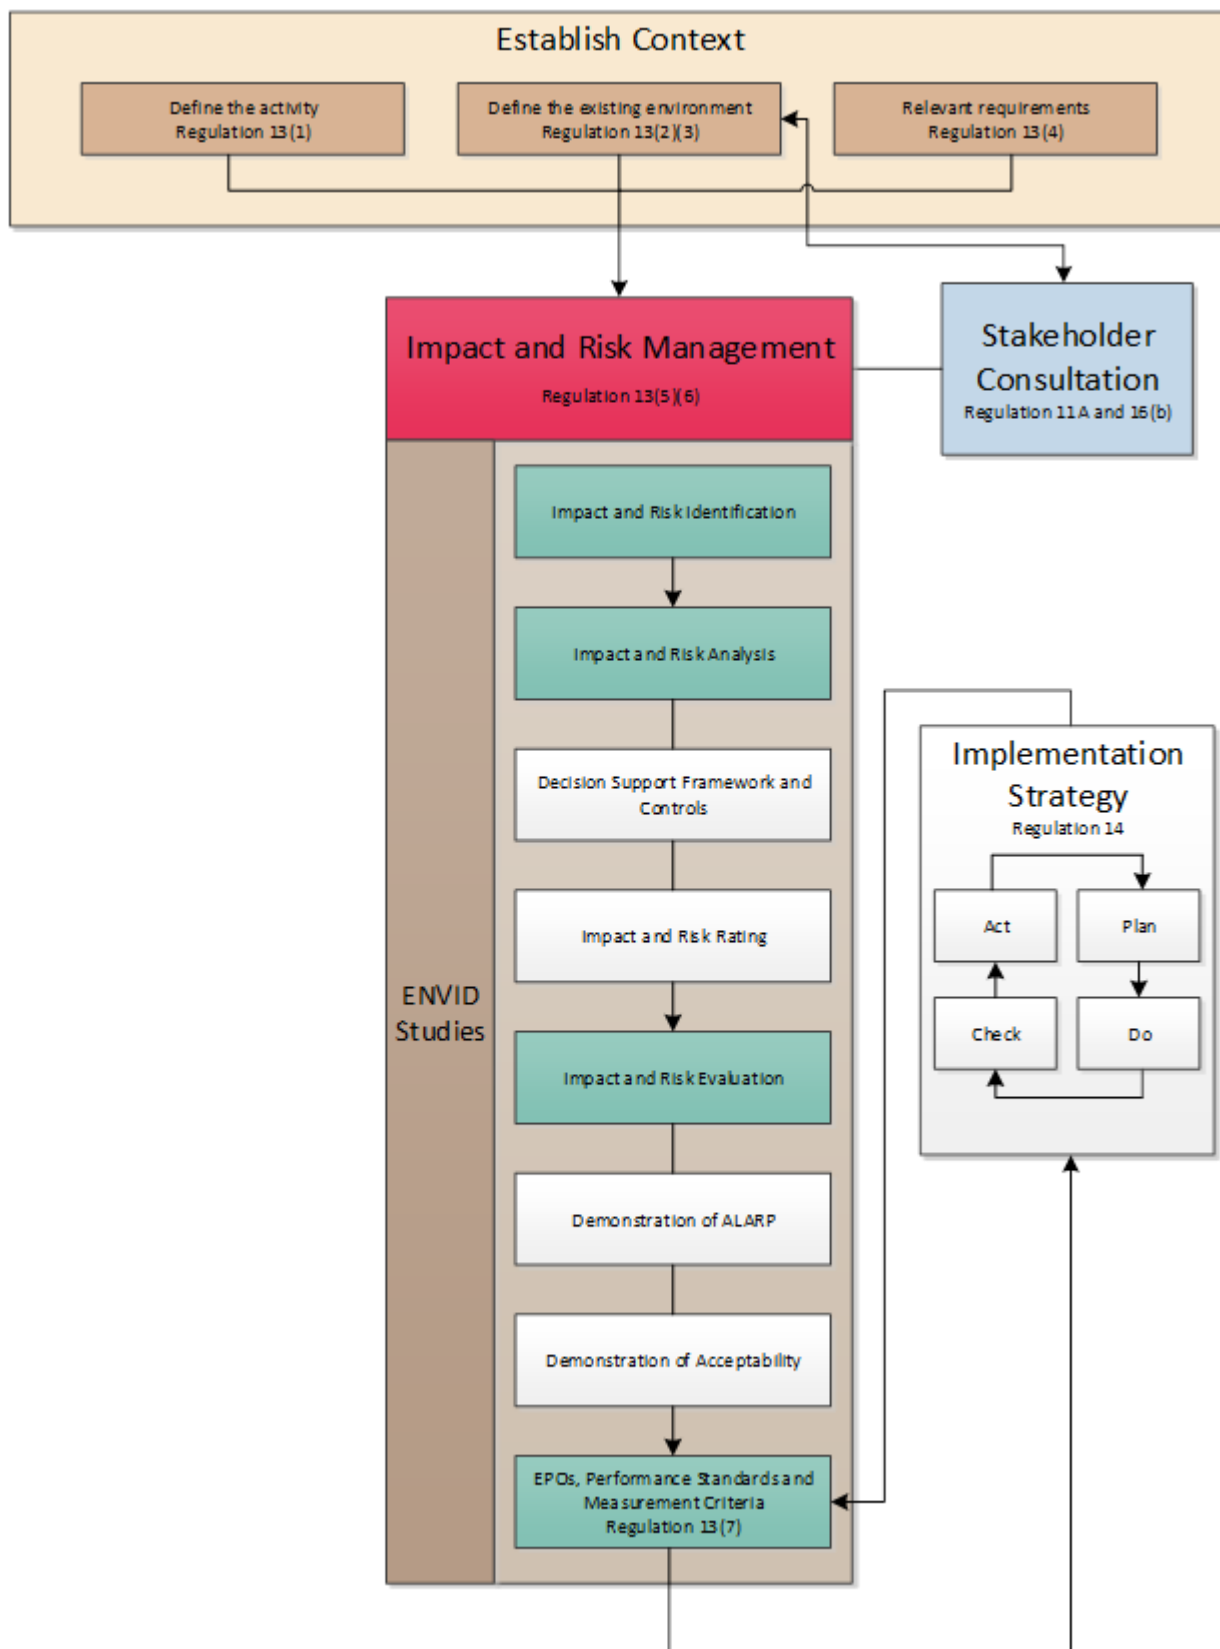 Establish Context
Define the activity
Regulation 13(1)
Define the existing environment
Regulation 13(2)(3)
Relevant requirements
Regulation 13(4)
Impact and Risk Management
Regulation 13(5)(6)
Stakeholder
Consultation
Regulation 11A and 16(b)
Impact and Risk Identification
Impact and Risk Analysis
Decision Support Framework and
Controls
Impact and Risk Rating
ENVID
Studies
Impact and Risk Evaluation
Demonstration of ALARP
Demonstration of Acceptability
EPOs, Performance Standards and
Measurement Criteria
Regulation 13(7)
Implementation
Strategy
Regulation 14
Act
Plan
Check
Do